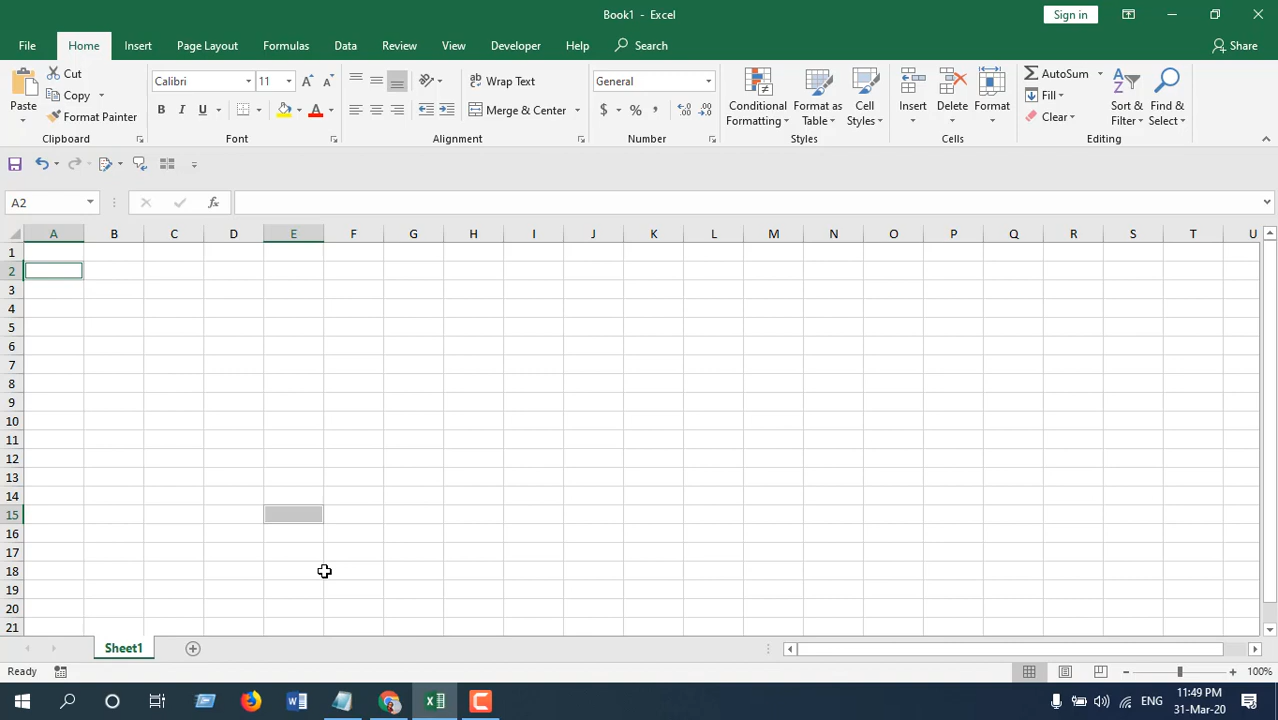 Book1 - Excel
Sign in
File Home Insert Page Layout Formulas Data Review View Developer Help Search Share
Paste
Cut
Copy
Format Painter
Clipboard
Calibri 11
B I U
Font
Wrap Text
Merge & Center
Alignment
General
$ % ,
Number
Conditional Formatting
Format as Table
Cell Styles
Styles
Insert
Delete
Format
Cells
AutoSum
Fill
Clear
Sort & Filter
Find & Select
Editing
A2
fx
A B C D E F G H I J K L M N O P Q R S T U
1
2
3
4
5
6
7
8
9
10
11
12
13
14
15
16
17
18
19
20
21
Sheet1
Ready
100%
ENG
11:49 PM
31-Mar-20